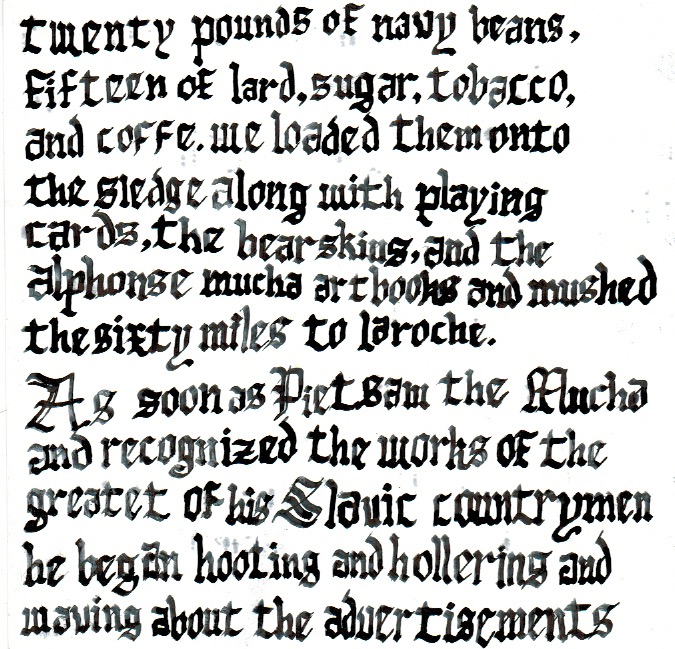 twenty pounds of navy beans,
fifteen of lard, sugar, tobacco,
and coffe. we loaded them onto
the sledge along with playing
cards, the bearskins, and the
alphonse mucha artbooks and mushed
the sixty miles to laroche.
As soon as Piet saw the Mucha
and recognized the works of the
greatet of his Slavic countrymen
he began hooting and hollering and
waving about the advertisements